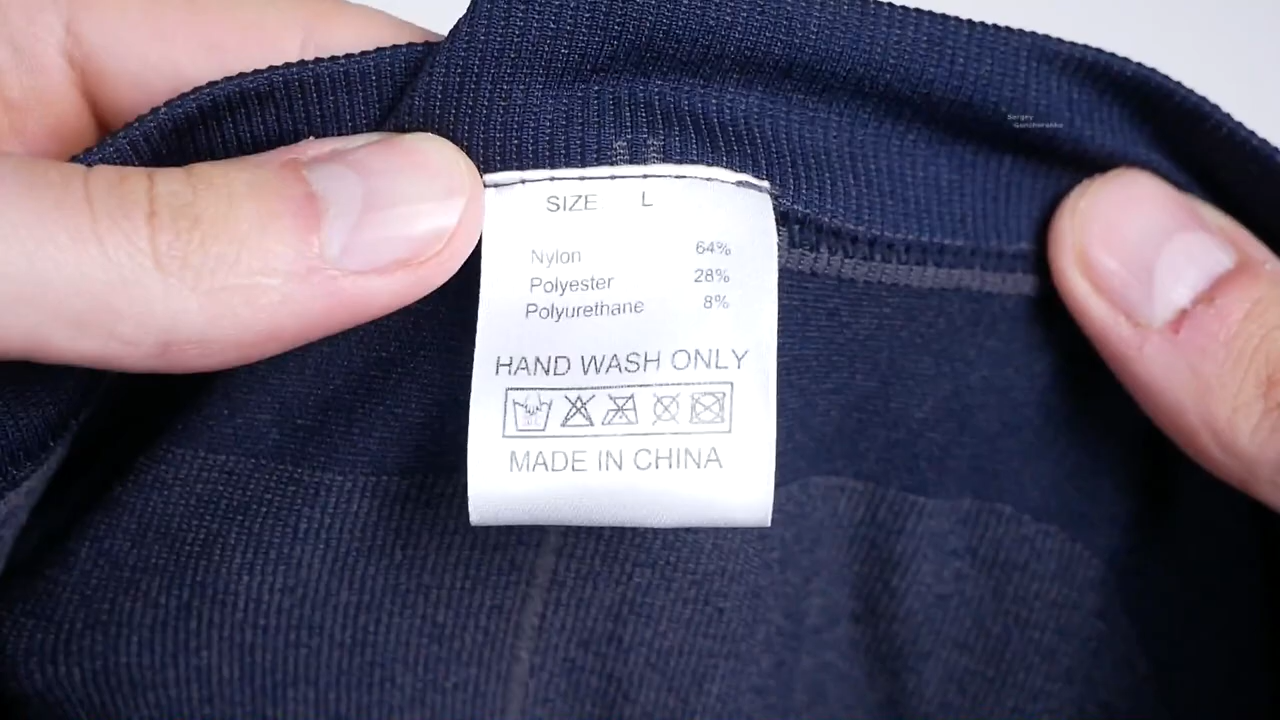 SIZE L
Nylon 64%
Polyester 28%
Polyurethane 8%
HAND WASH ONLY
MADE IN CHINA